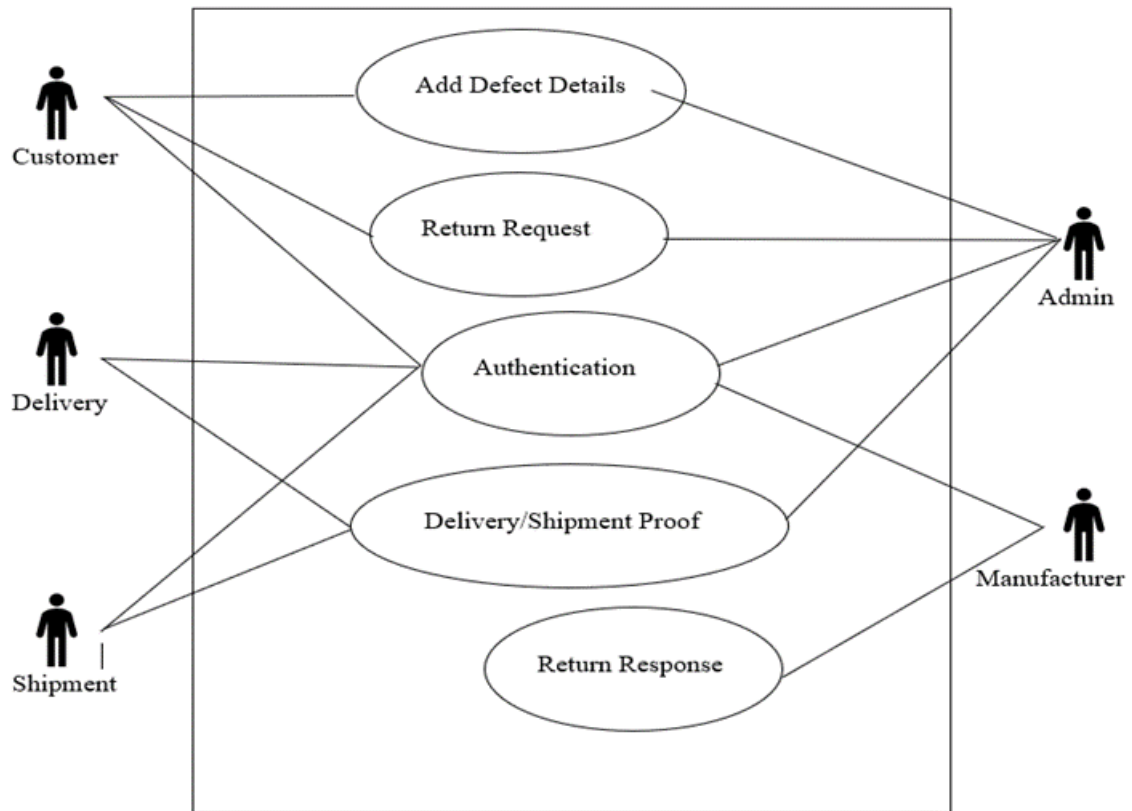 Add Defect Details
Customer
Return Request
Admin
Authentication
Delivery
Delivery/Shipment Proof
Manufacturer
Return Response
Shipment